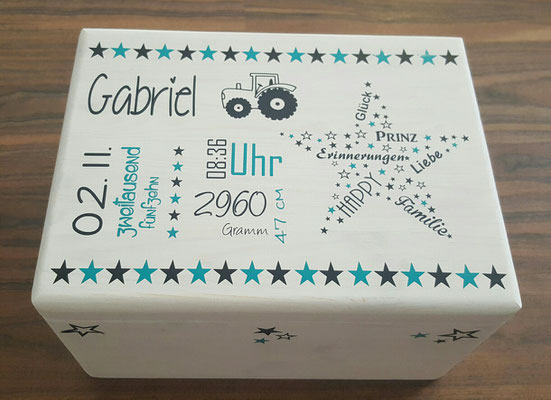 Gabriel
02. 11.
zweitausend
fünfzehn
08:36
Uhr
2960
Gramm
47 cm
Glück
PRINZ
Erinnerungen
Liebe
HAPPY
Familie